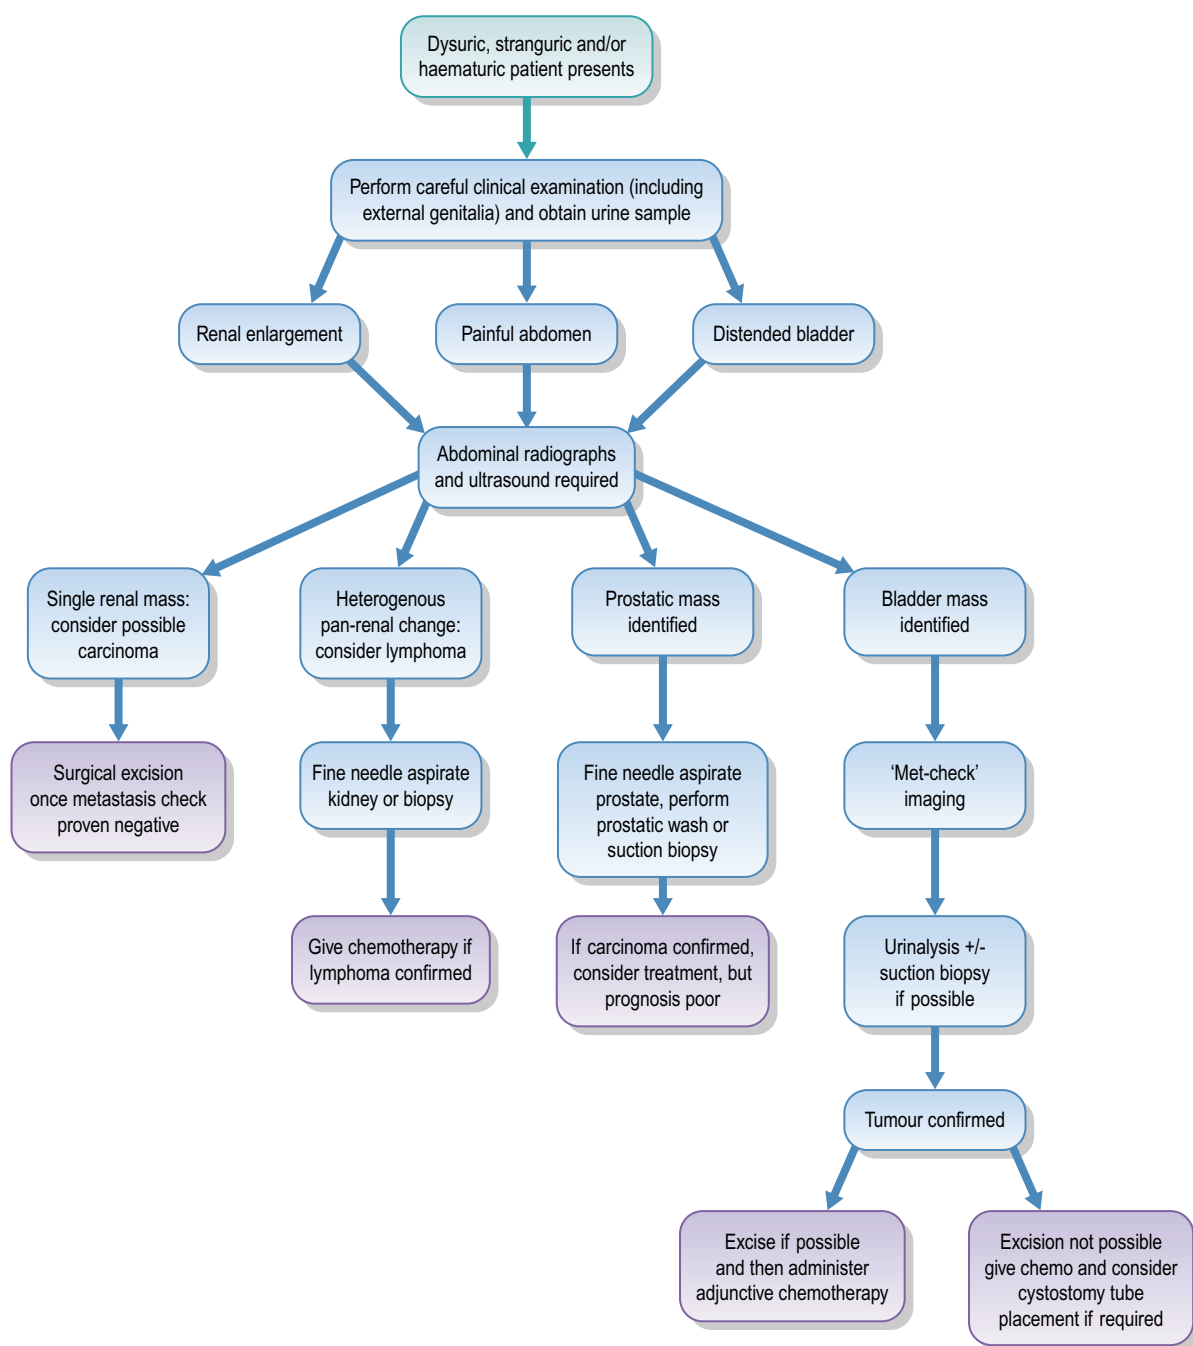 Dysuric, stranguric and/or
haematuric patient presents
Perform careful clinical examination (including
external genitalia) and obtain urine sample
Renal enlargement
Painful abdomen
Distended bladder
Abdominal radiographs
and ultrasound required
Single renal mass:
consider possible
carcinoma
Heterogenous
pan-renal change:
consider lymphoma
Prostatic mass
identified
Bladder mass
identified
Surgical excision
once metastasis check
proven negative
Fine needle aspirate
kidney or biopsy
Fine needle aspirate
prostate, perform
prostatic wash or
suction biopsy
‘Met-check’
imaging
Give chemotherapy if
lymphoma confirmed
If carcinoma confirmed,
consider treatment, but
prognosis poor
Urinalysis +/-
suction biopsy
if possible
Tumour confirmed
Excise if possible
and then administer
adjunctive chemotherapy
Excision not possible
give chemo and consider
cystostomy tube
placement if required